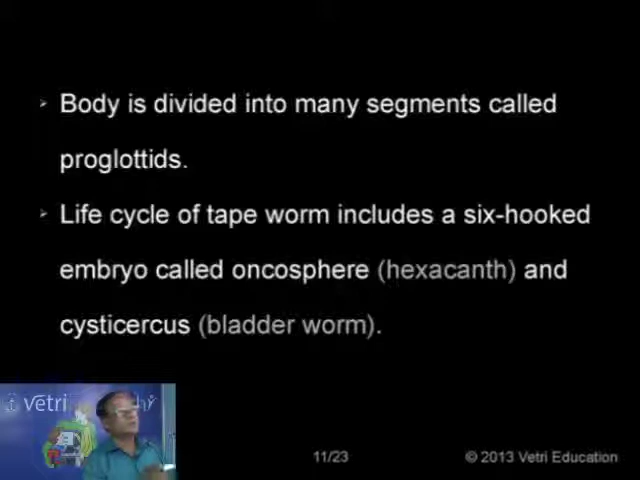 Body is divided into many segments called
proglottids.
Life cycle of tape worm includes a six-hooked
embryo called oncosphere (hexacanth) and
cysticercus (bladder worm).
vetri
11/23
© 2013 Vetri Education